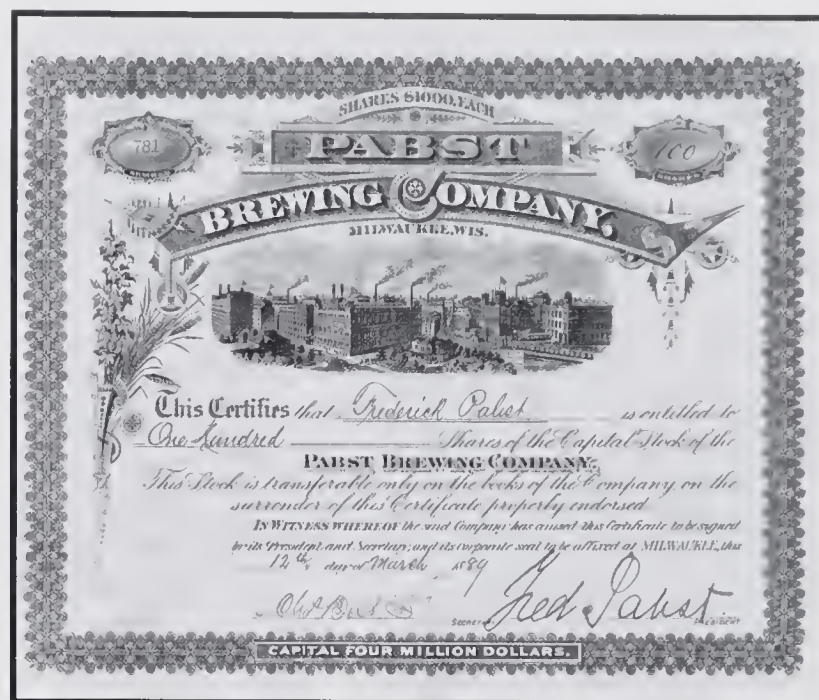 SHARES $1000, EACH
781
NUMBER
PABST
100
SHARES
BREWING COMPANY.
MILWAUKEE, WIS.
This Certifies that Frederick Pabst is entitled to
One Hundred Shares of the Capital Stock of the
PABST BREWING COMPANY.
This Stock is transferable only on the books of the Company, on the
surrender of this Certificate properly endorsed.
IN WITNESS WHEREOF the said Company has caused this Certificate to be signed
by its President and Secretary, and its corporate seal to be affixed at MILWAUKEE, this
12th day of March 1889
SECRETARY
Fred Pabst
PRESIDENT
CAPITAL FOUR MILLION DOLLARS.